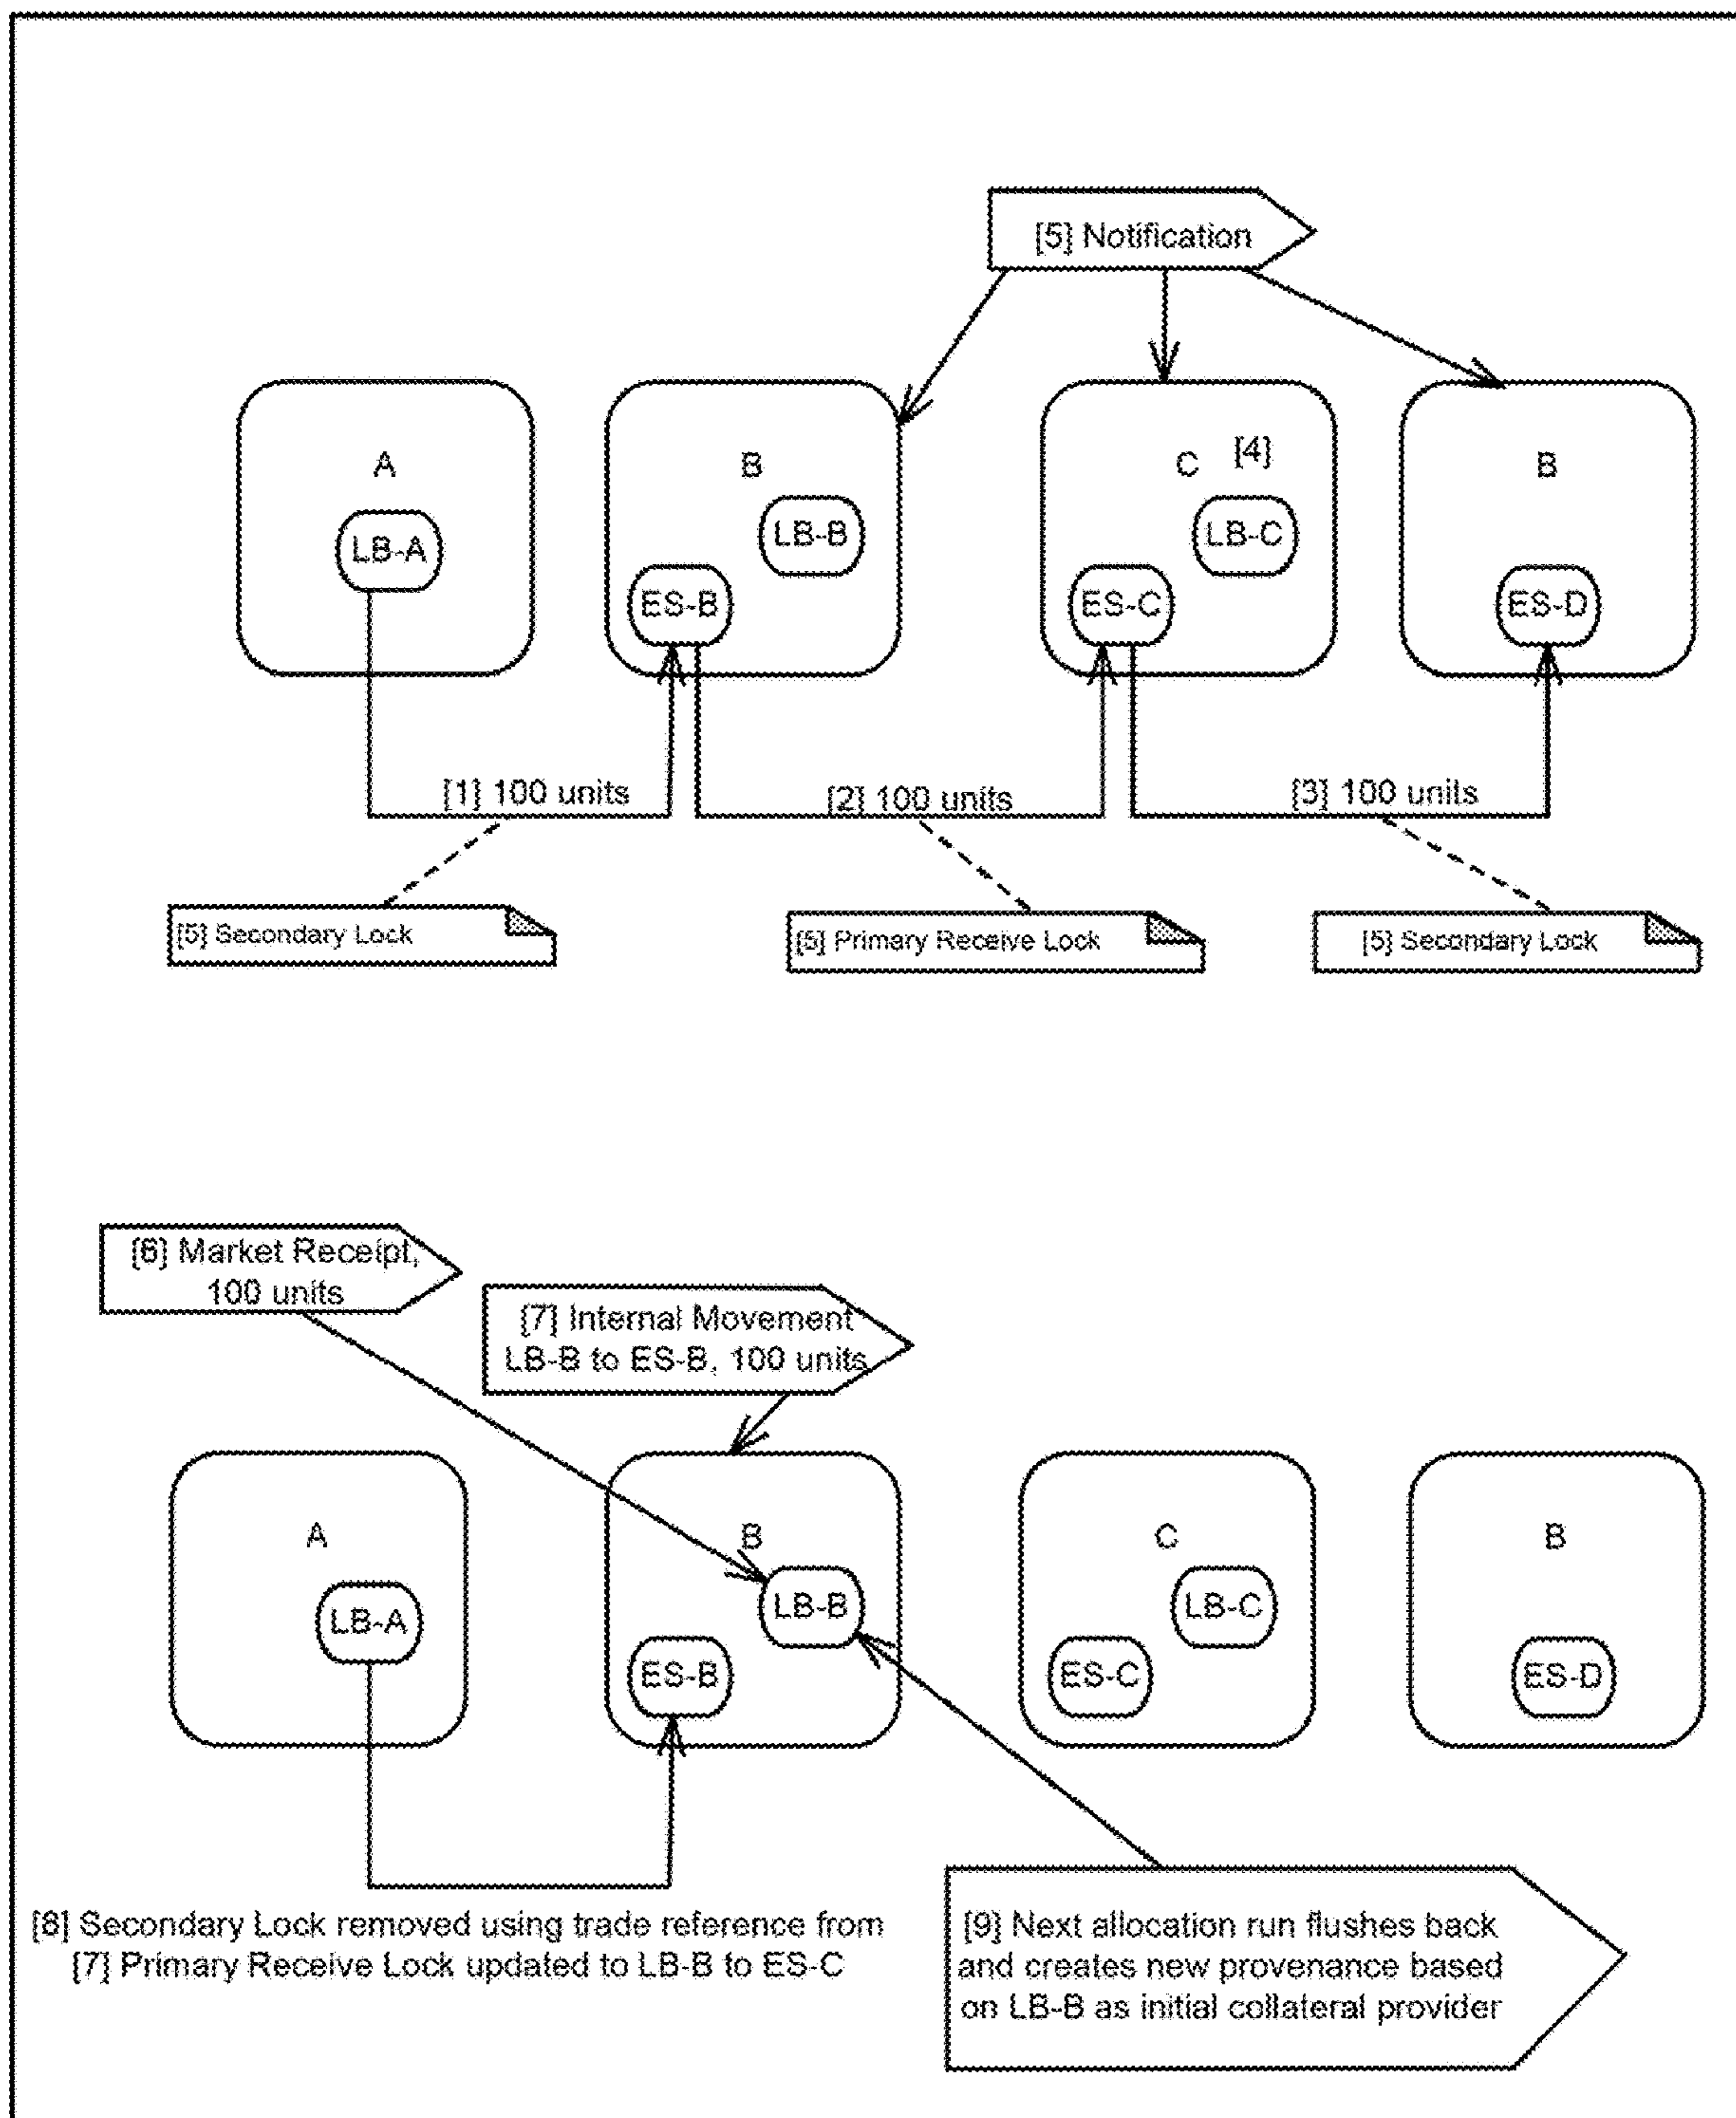 [5] Notification
A
B
C [4]
B
LB-A
LB-B
LB-C
ES-B
ES-C
ES-D
[1] 100 units
[2] 100 units
[3] 100 units
[5] Secondary Lock
[5] Primary Receive Lock
[5] Secondary Lock
[6] Market Receipt,
100 units
[7] Internal Movement
LB-B to ES-B, 100 units
A
B
C
B
LB-A
LB-B
LB-C
ES-B
ES-C
ES-D
[8] Secondary Lock removed using trade reference from
[7] Primary Receive Lock updated to LB-B to ES-C
[9] Next allocation run flushes back
and creates new provenance based
on LB-B as initial collateral provider